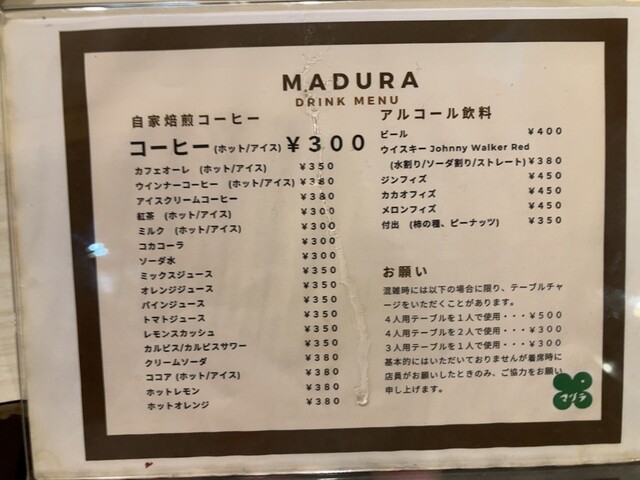 MADURA
DRINK MENU
自家焙煎コーヒー
コーヒー(ホット/アイス) ¥300
カフェオーレ (ホット/アイス) ¥350
ウインナーコーヒー (ホット/アイス) ¥380
アイスクリームコーヒー ¥380
紅茶 (ホット/アイス) ¥300
ミルク (ホット/アイス) ¥300
コカコーラ ¥300
ソーダ水 ¥300
ミックスジュース ¥350
オレンジジュース ¥350
パインジュース ¥350
トマトジュース ¥350
レモンスカッシュ ¥350
カルピス/カルピスサワー ¥350
クリームソーダ ¥380
ココア (ホット/アイス) ¥380
ホットレモン ¥380
ホットオレンジ ¥380
アルコール飲料
ビール ¥400
ウイスキー Johnny Walker Red
(水割り/ソーダ割り/ストレート) ¥380
ジンフィズ ¥450
カカオフィズ ¥450
メロンフィズ ¥450
付出 (柿の種、ピーナッツ) ¥350
お願い
混雑時には以下の場合に限り、テーブルチャ
ージをいただくことがあります。
4人用テーブルを1人で使用・・・¥500
4人用テーブルを2人で使用・・・¥300
3人用テーブルを1人で使用・・・¥300
基本的にはいただいておりませんが着席時に
店員がお願いしたときのみ、ご協力をお願い
申し上げます。
マヅラ